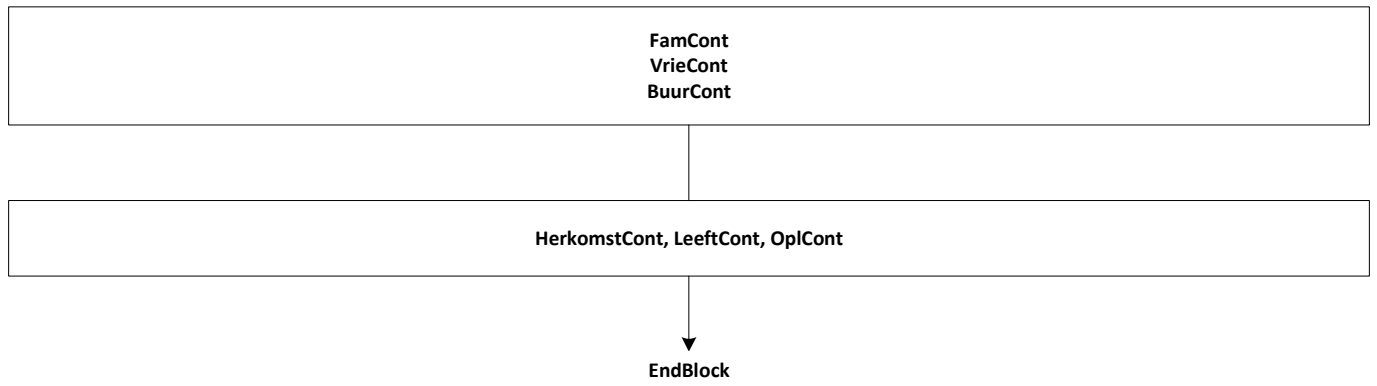 FamCont
VrieCont
BuurCont
HerkomstCont, LeeftCont, OplCont
EndBlock